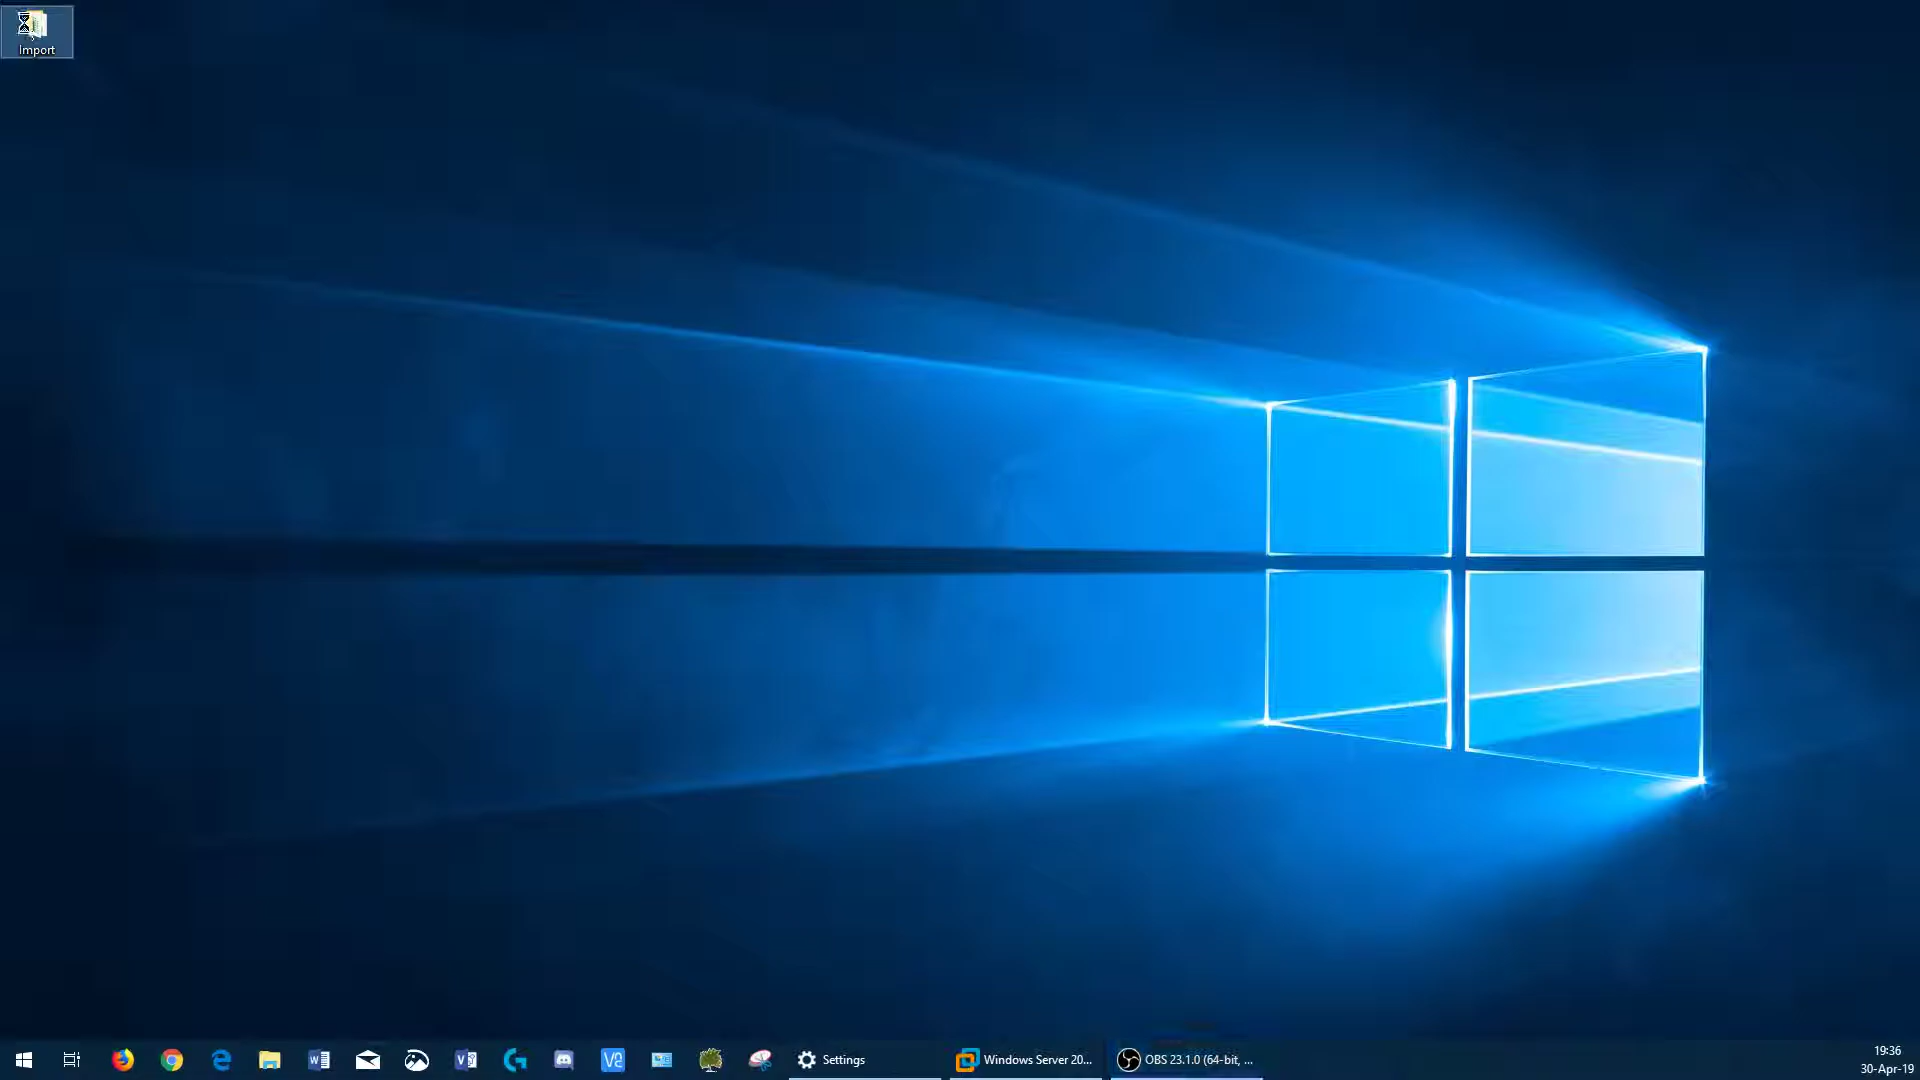 Import
Settings
Windows Server 20...
OBS 23.1.0 (64-bit, ...
19:36
30-Apr-19